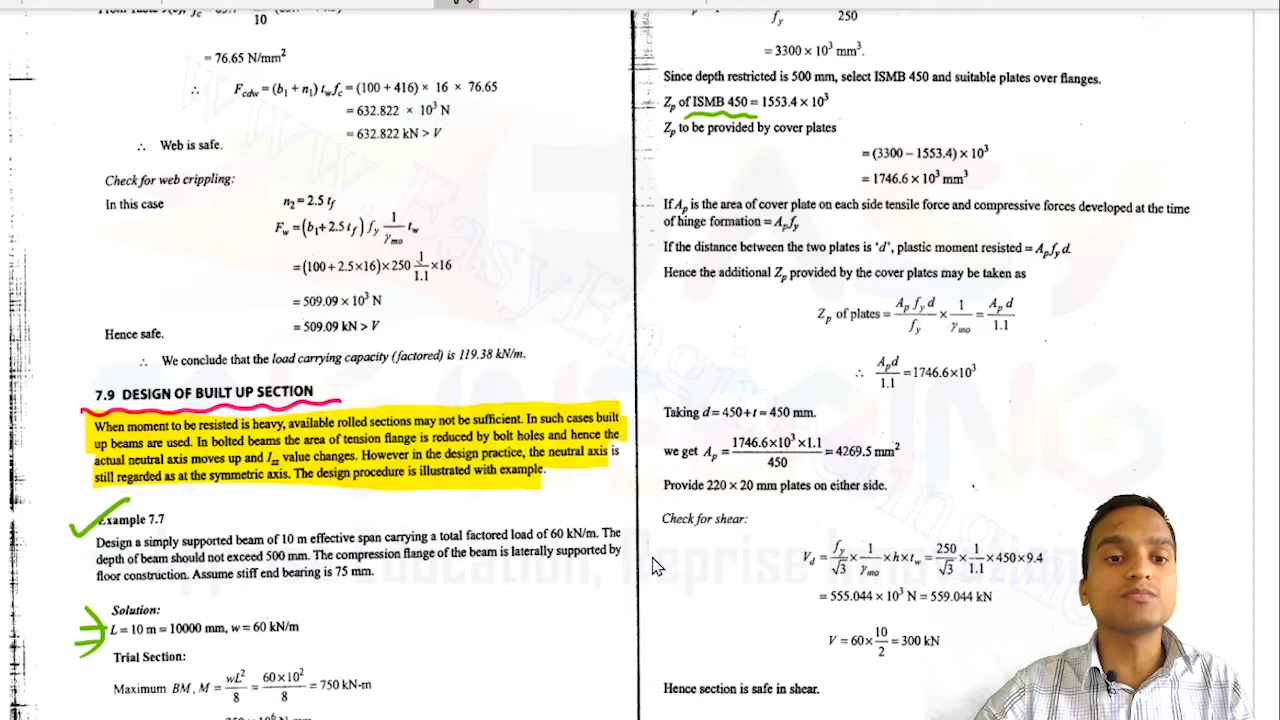 10
= 76.65 N/mm²
∴ F_cdw = (b₁ + n₁) t_w f_c = (100 + 416) × 16 × 76.65
= 632.822 × 10³ N
= 632.822 kN > V
∴ Web is safe.
Check for web crippling:
In this case n₂ = 2.5 t_f
F_w = (b₁+2.5 t_f) f_y 1/γ_mo t_w
= (100+2.5×16)×250 1/1.1 ×16
= 509.09 × 10³ N
= 509.09 kN > V
Hence safe.
∴ We conclude that the load carrying capacity (factored) is 119.38 kN/m.
7.9 DESIGN OF BUILT UP SECTION
When moment to be resisted is heavy, available rolled sections may not be sufficient. In such cases built
up beams are used. In bolted beams the area of tension flange is reduced by bolt holes and hence the
actual neutral axis moves up and I_zz value changes. However in the design practice, the neutral axis is
still regarded as at the symmetric axis. The design procedure is illustrated with example.
Example 7.7
Design a simply supported beam of 10 m effective span carrying a total factored load of 60 kN/m. The
depth of beam should not exceed 500 mm. The compression flange of the beam is laterally supported by
floor construction. Assume stiff end bearing is 75 mm.
Solution:
L = 10 m = 10000 mm, w = 60 kN/m
Trial Section:
Maximum BM, M = wL²/8 = 60×10²/8 = 750 kN-m
f_y 250
= 3300 × 10³ mm³.
Since depth restricted is 500 mm, select ISMB 450 and suitable plates over flanges.
Z_p of ISMB 450 = 1553.4 × 10³
Z_p to be provided by cover plates
= (3300 − 1553.4) × 10³
= 1746.6 × 10³ mm³
If A_p is the area of cover plate on each side tensile force and compressive forces developed at the time
of hinge formation = A_p f_y
If the distance between the two plates is 'd', plastic moment resisted = A_p f_y d.
Hence the additional Z_p provided by the cover plates may be taken as
Z_p of plates = A_p f_y d/f_y × 1/γ_mo = A_p d/1.1
∴ A_p d/1.1 = 1746.6×10³
Taking d = 450+t ≈ 450 mm.
we get A_p = 1746.6×10³×1.1/450 = 4269.5 mm²
Provide 220 × 20 mm plates on either side.
Check for shear:
V_d = f_y/√3 × 1/γ_mo × h × t_w = 250/√3 × 1/1.1 × 450 × 9.4
= 555.044 × 10³ N = 559.044 kN
V = 60 × 10/2 = 300 kN
Hence section is safe in shear.